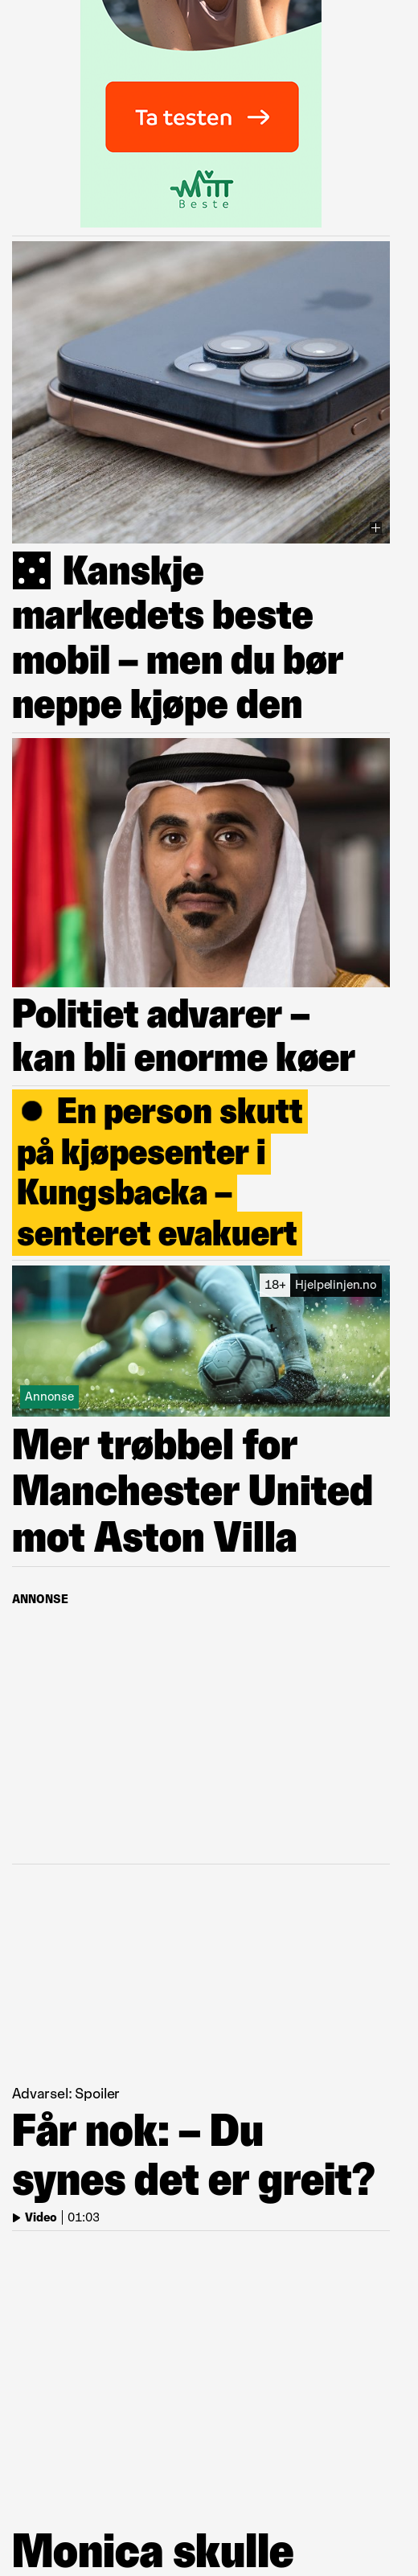 Ta testen
MITT
Beste
Kanskje
markedets beste
mobil – men du bør
neppe kjøpe den
Politiet advarer –
kan bli enorme køer
En person skutt
på kjøpesenter i
Kungsbacka –
senteret evakuert
18+ Hjelpelinjen.no
Annonse
Mer trøbbel for
Manchester United
mot Aston Villa
ANNONSE
Advarsel: Spoiler
Får nok: – Du
synes det er greit?
Video | 01:03
Monica skulle